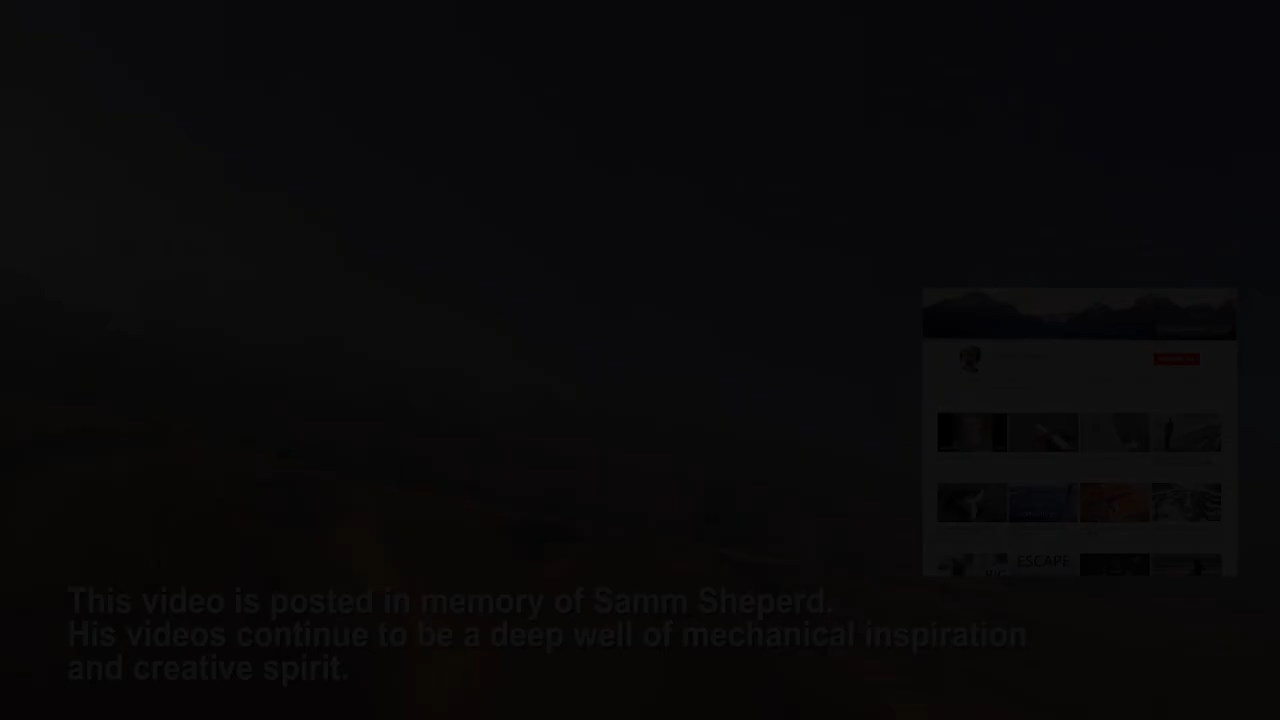 ESCAPE
This video is posted in memory of Samm Sheperd.
His videos continue to be a deep well of mechanical inspiration
and creative spirit.